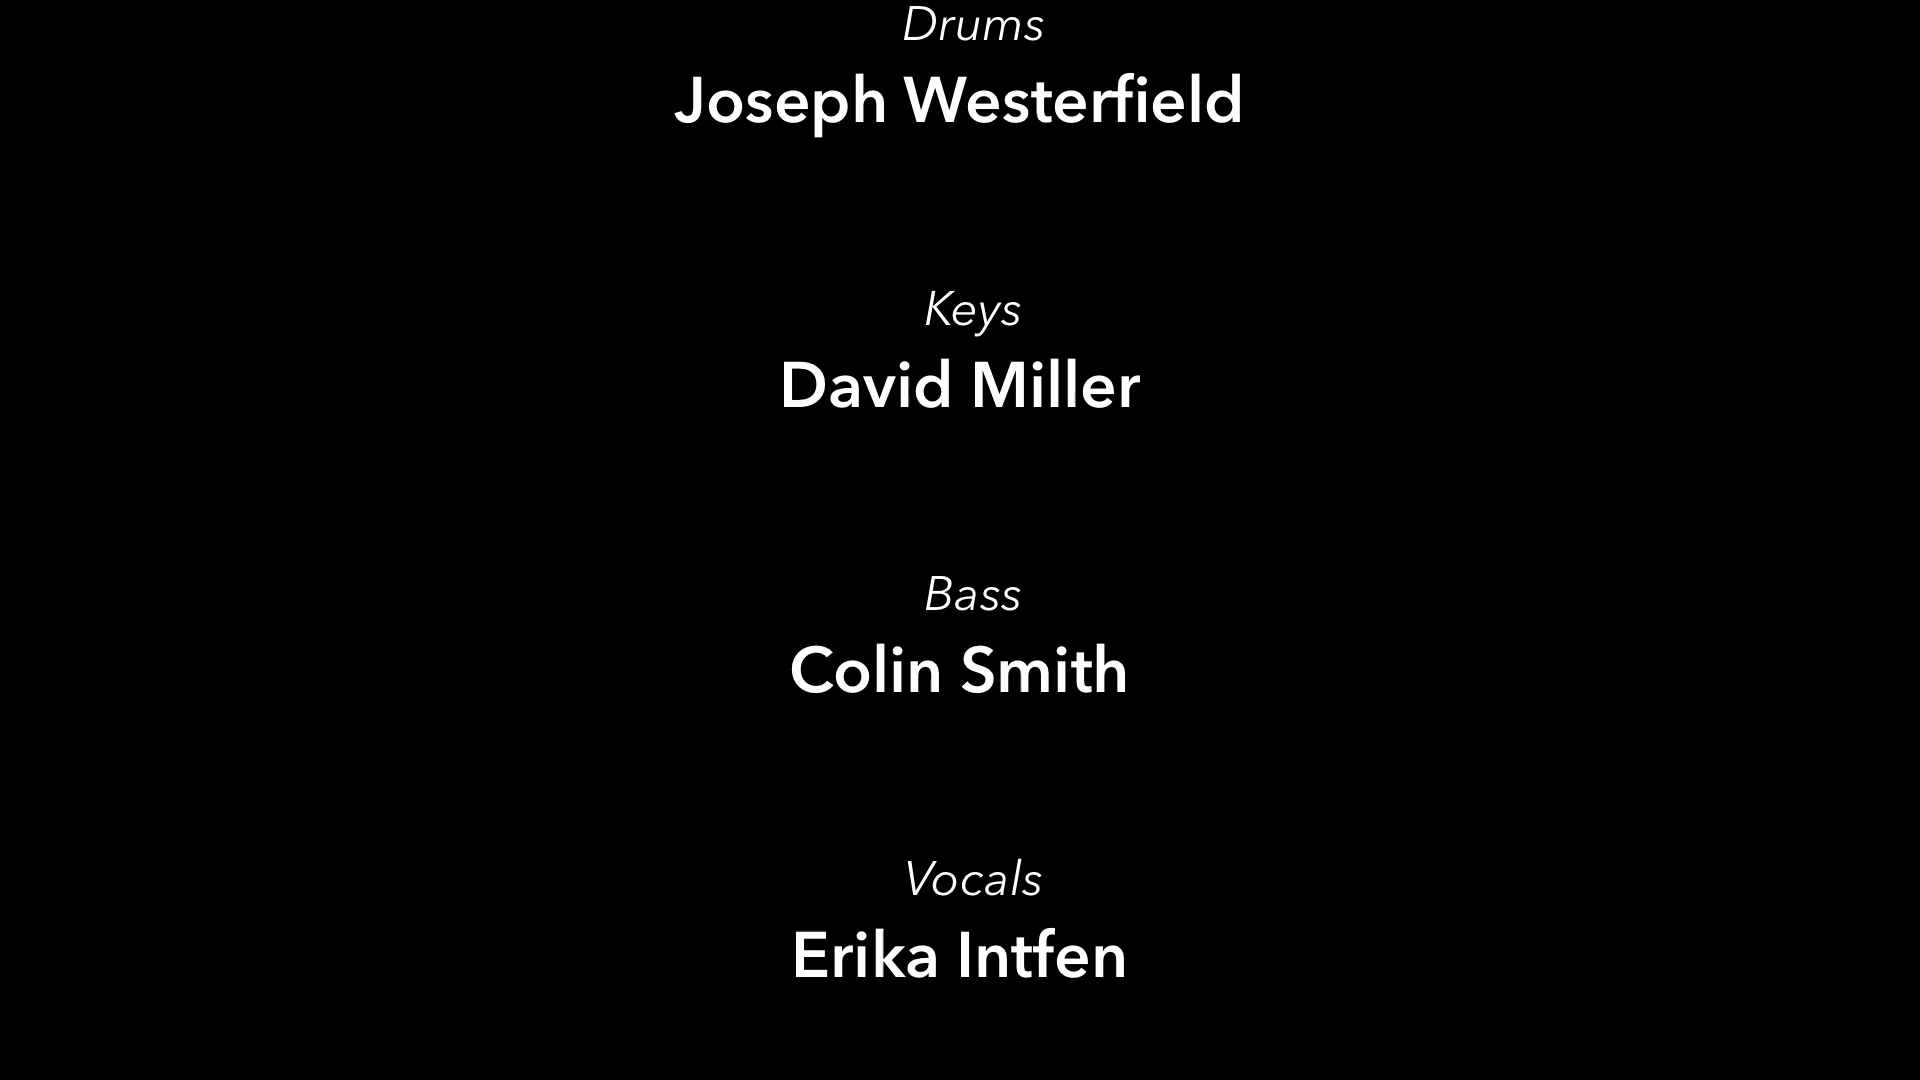 Drums
Joseph Westerfield
Keys
David Miller
Bass
Colin Smith
Vocals
Erika Intfen